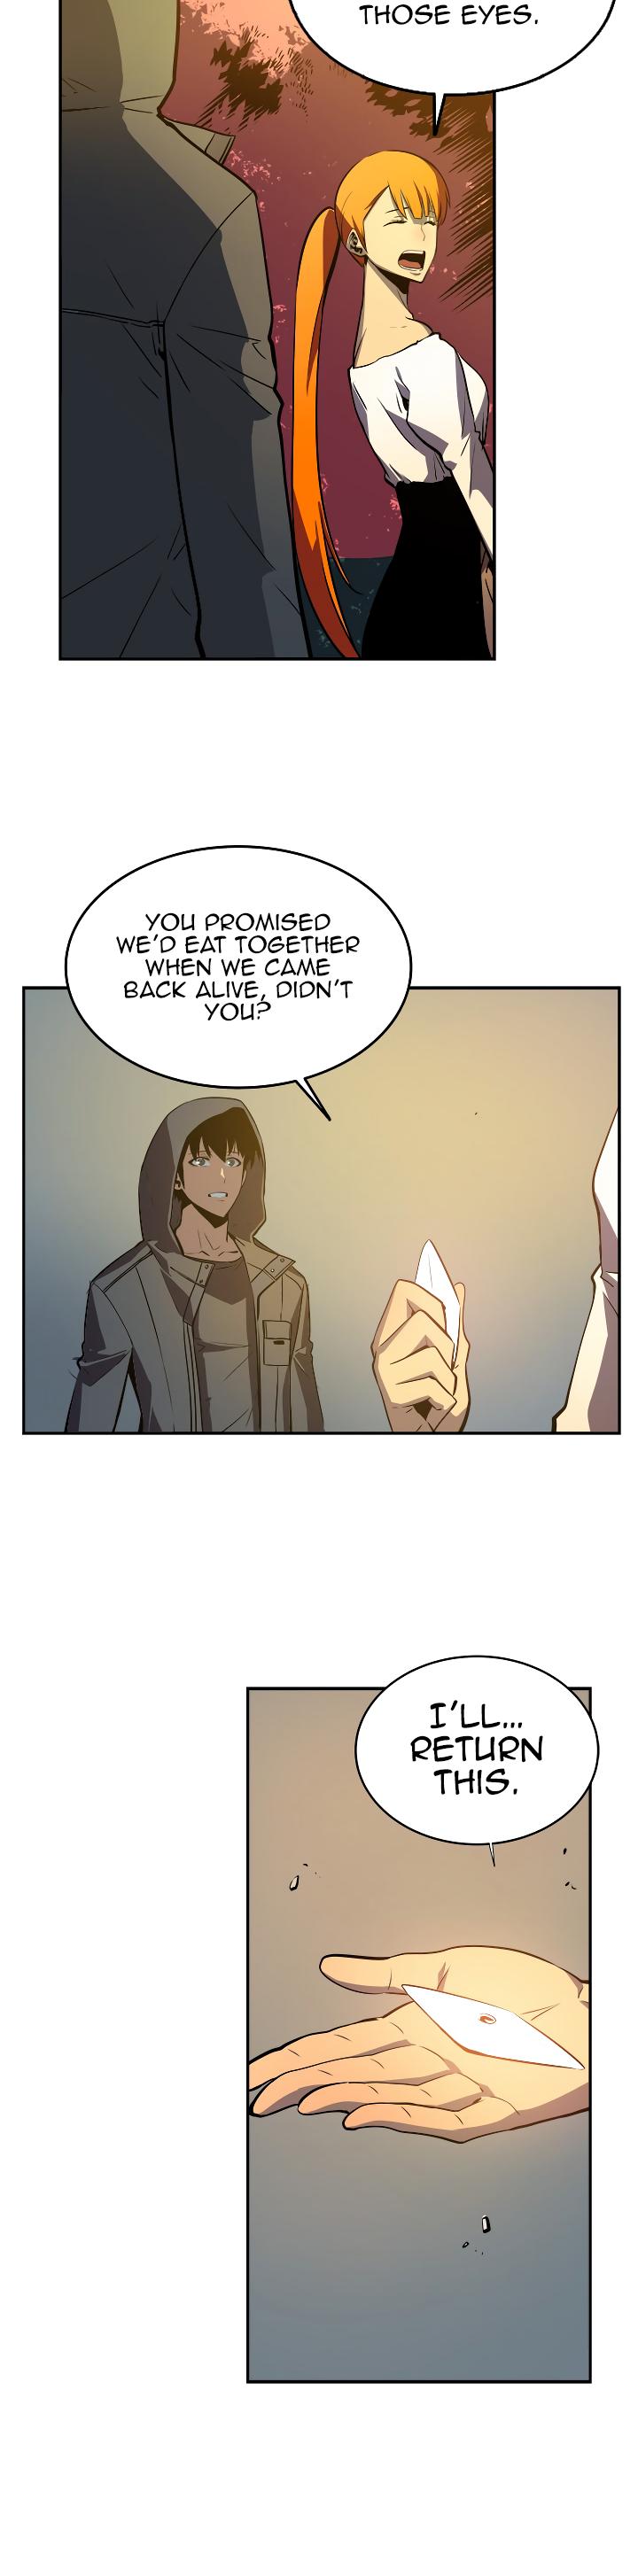 THOSE EYES.
YOU PROMISED
WE'D EAT TOGETHER
WHEN WE CAME
BACK ALIVE, DIDN'T
YOU?
I'LL...
RETURN
THIS.